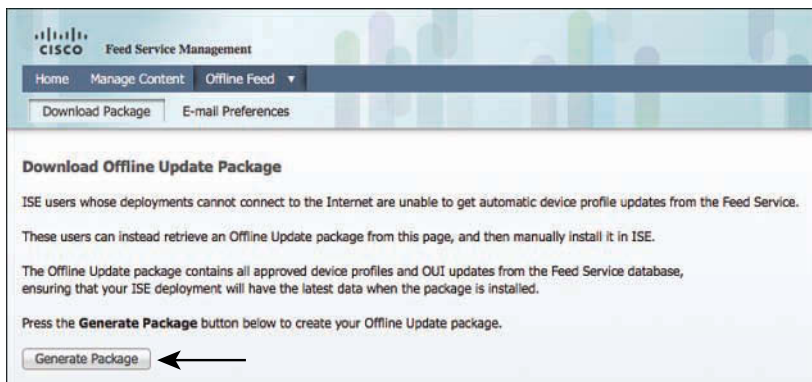 CISCO Feed Service Management
Home Manage Content Offline Feed
Download Package E-mail Preferences
Download Offline Update Package
ISE users whose deployments cannot connect to the Internet are unable to get automatic device profile updates from the Feed Service.
These users can instead retrieve an Offline Update package from this page, and then manually install it in ISE.
The Offline Update package contains all approved device profiles and OUI updates from the Feed Service database,
ensuring that your ISE deployment will have the latest data when the package is installed.
Press the Generate Package button below to create your Offline Update package.
Generate Package